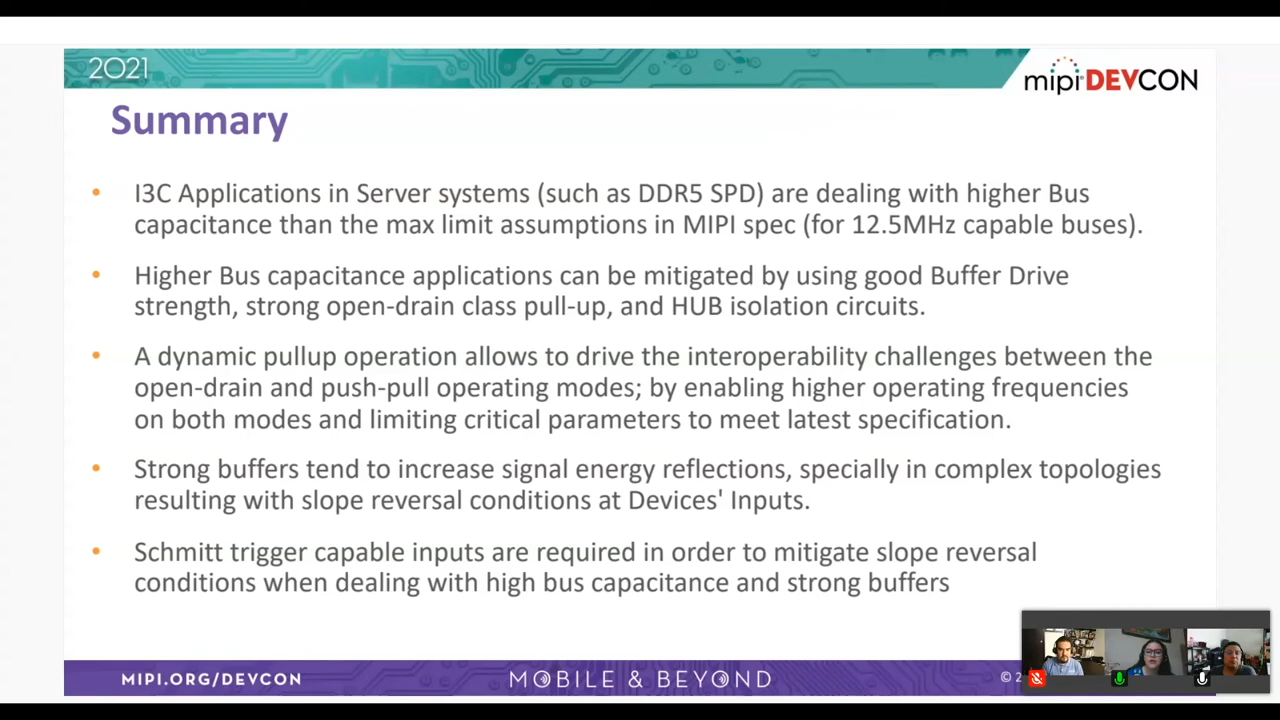 2021
mipi DEVCON
Summary
• I3C Applications in Server systems (such as DDR5 SPD) are dealing with higher Bus
capacitance than the max limit assumptions in MIPI spec (for 12.5MHz capable buses).
• Higher Bus capacitance applications can be mitigated by using good Buffer Drive
strength, strong open-drain class pull-up, and HUB isolation circuits.
• A dynamic pullup operation allows to drive the interoperability challenges between the
open-drain and push-pull operating modes; by enabling higher operating frequencies
on both modes and limiting critical parameters to meet latest specification.
• Strong buffers tend to increase signal energy reflections, specially in complex topologies
resulting with slope reversal conditions at Devices' Inputs.
• Schmitt trigger capable inputs are required in order to mitigate slope reversal
conditions when dealing with high bus capacitance and strong buffers
MIPI.ORG/DEVCON
MOBILE & BEYOND
© 2